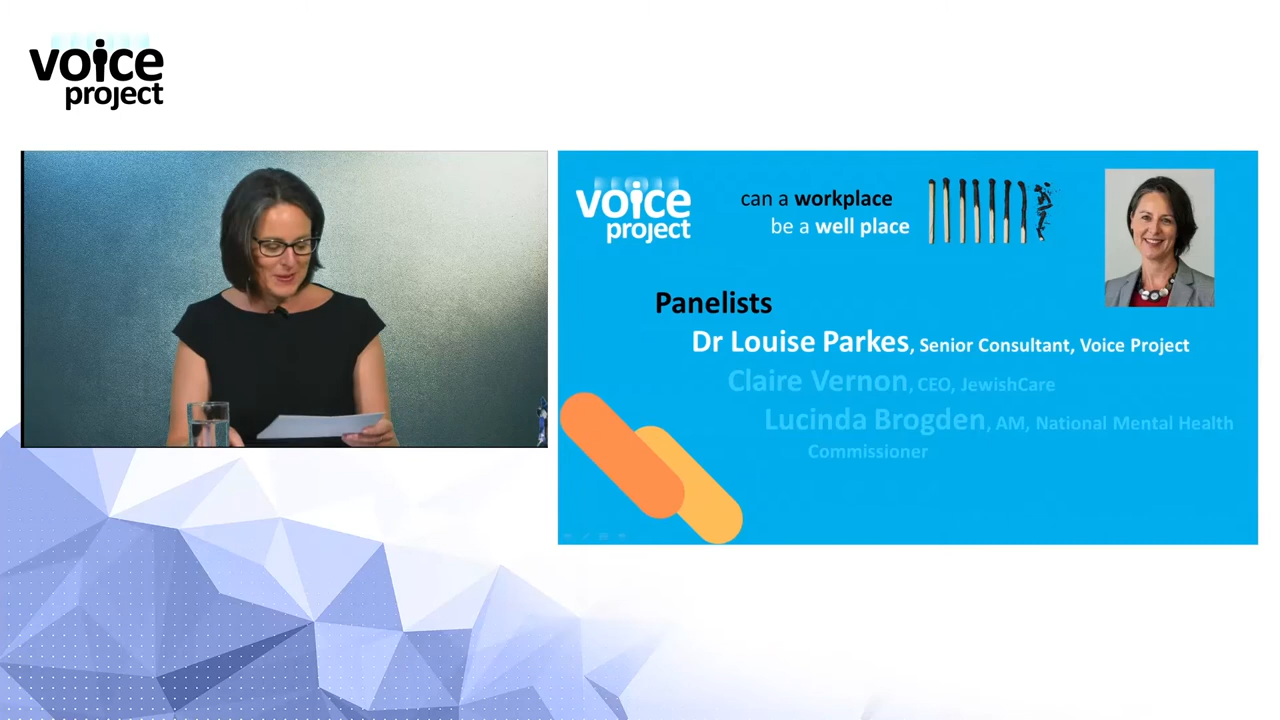 voice
project
voice
project
can a workplace
be a well place
Panelists
Dr Louise Parkes, Senior Consultant, Voice Project
Claire Vernon, CEO, JewishCare
Lucinda Brogden, AM, National Mental Health
Commissioner